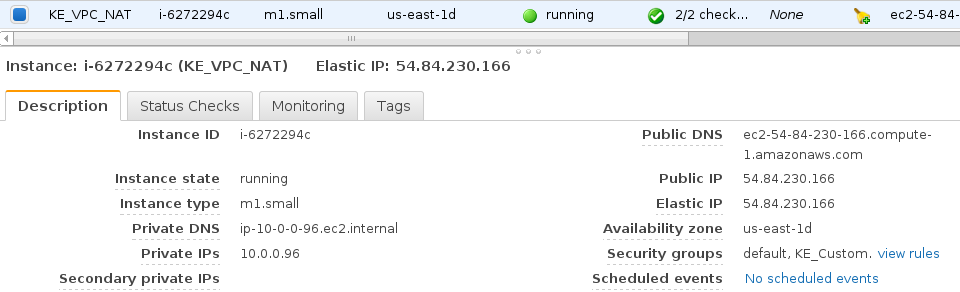 KE_VPC_NAT i-6272294c m1.small us-east-1d running 2/2 check... None ec2-54-84-
Instance: i-6272294c (KE_VPC_NAT) Elastic IP: 54.84.230.166
Description Status Checks Monitoring Tags
Instance ID i-6272294c Public DNS ec2-54-84-230-166.compute-
1.amazonaws.com
Instance state running Public IP 54.84.230.166
Instance type m1.small Elastic IP 54.84.230.166
Private DNS ip-10-0-0-96.ec2.internal Availability zone us-east-1d
Private IPs 10.0.0.96 Security groups default, KE_Custom. view rules
Secondary private IPs Scheduled events No scheduled events